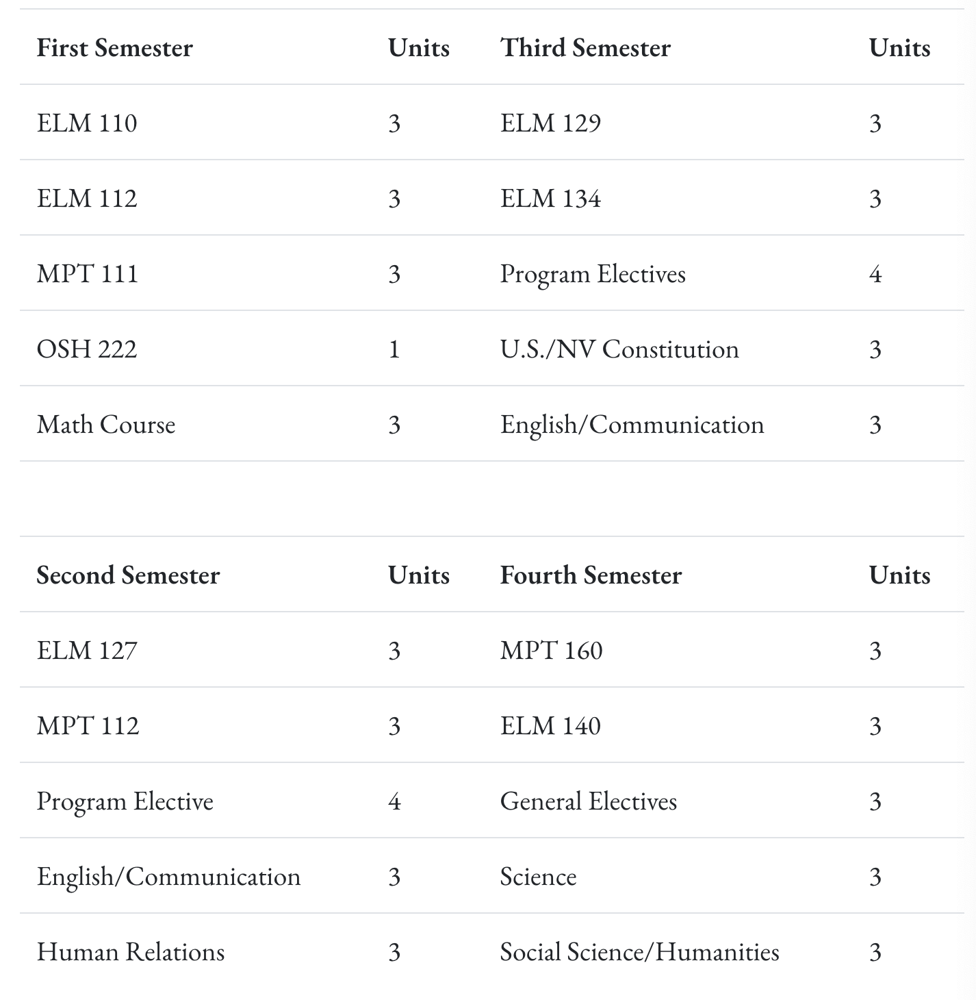 First Semester Units Third Semester Units
ELM 110 3 ELM 129 3
ELM 112 3 ELM 134 3
MPT 111 3 Program Electives 4
OSH 222 1 U.S./NV Constitution 3
Math Course 3 English/Communication 3
Second Semester Units Fourth Semester Units
ELM 127 3 MPT 160 3
MPT 112 3 ELM 140 3
Program Elective 4 General Electives 3
English/Communication 3 Science 3
Human Relations 3 Social Science/Humanities 3